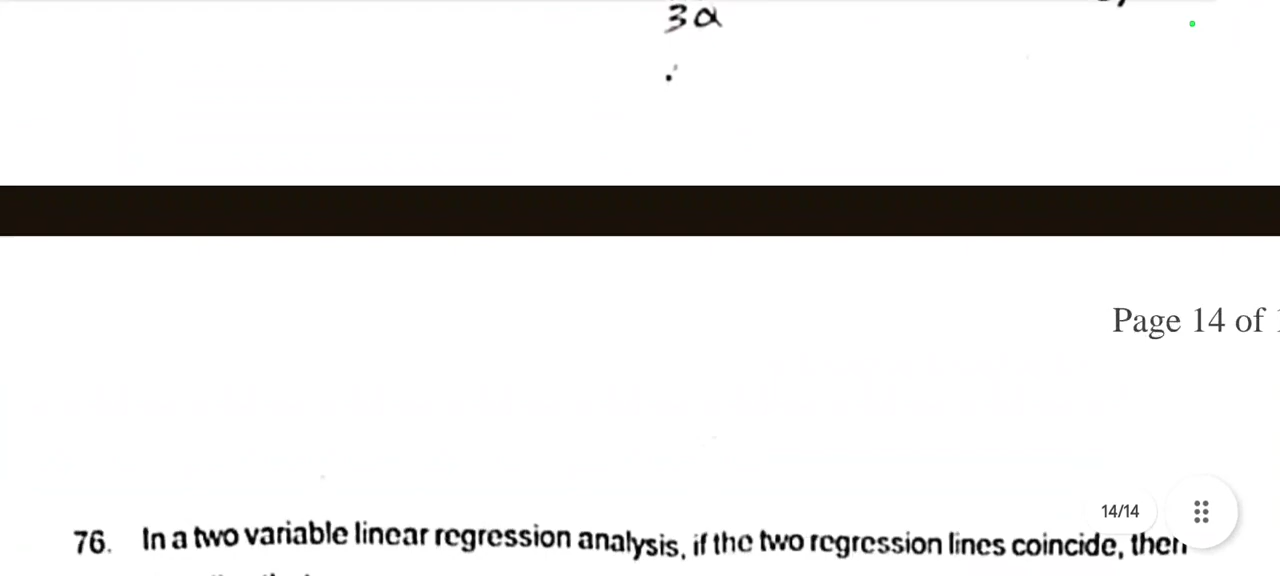 3α
Page 14 of
14/14
76. In a two variable linear regression analysis, if the two regression lines coincide, then